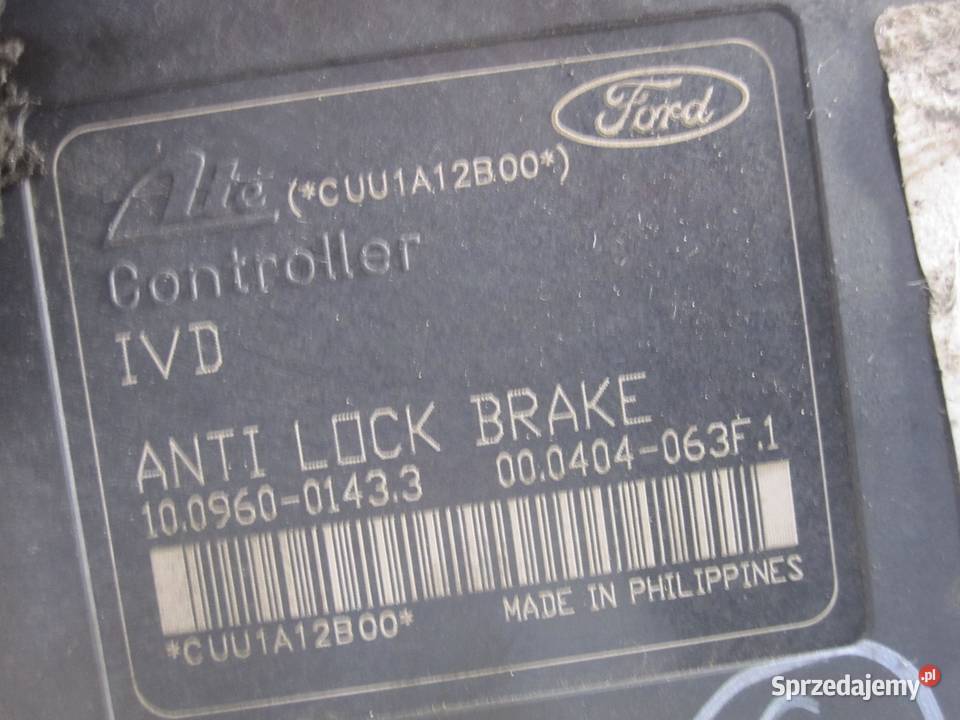 Ford
Ate (*CUU1A12B00*)
Controller
IVD
ANTI LOCK BRAKE
10.0960-0143.3 00.0404-063F.1
*CUU1A12B00*
MADE IN PHILIPPINES
Sprzedajemy.pl